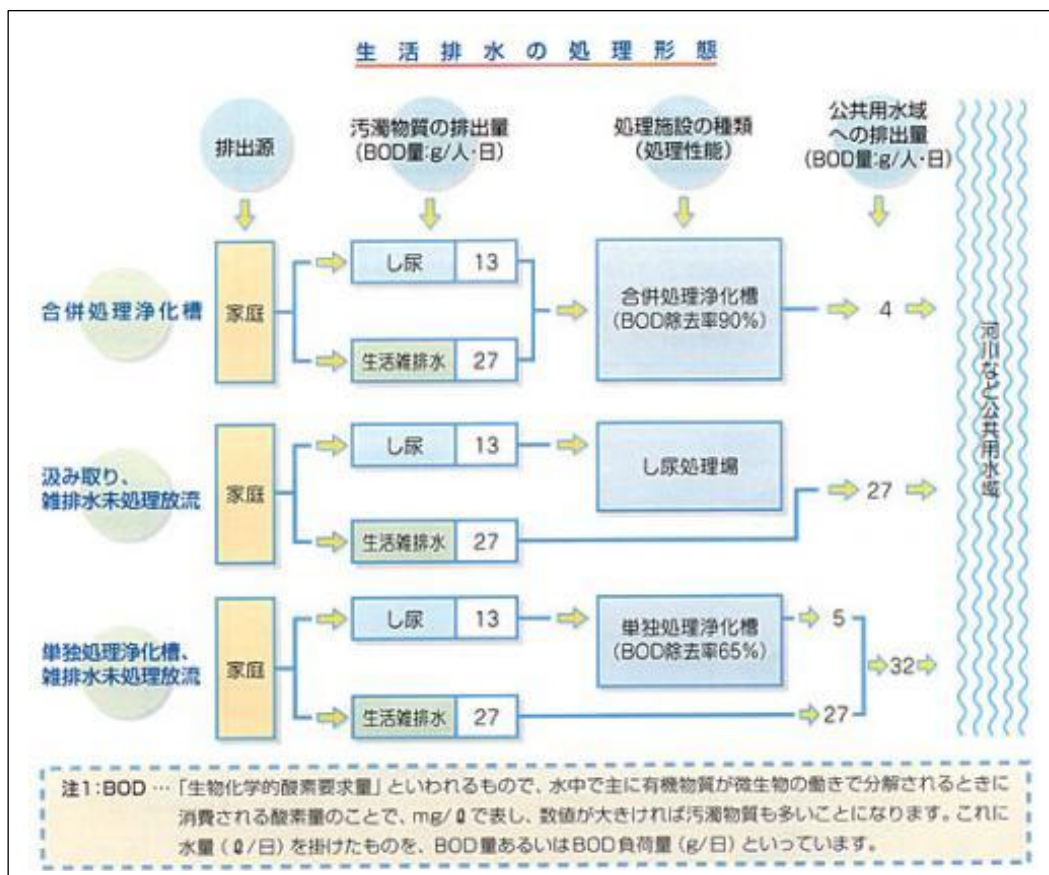 生活排水の処理形態
排出源
汚濁物質の排出量
(BOD量:g/人・日)
処理施設の種類
(処理性能)
公共用水域
への排出量
(BOD量:g/人・日)
合併処理浄化槽
家庭
し尿 13
生活雑排水 27
合併処理浄化槽
(BOD除去率90%)
4
汲み取り、
雑排水未処理放流
家庭
し尿 13
生活雑排水 27
し尿処理場
27
単独処理浄化槽、
雑排水未処理放流
家庭
し尿 13
生活雑排水 27
単独処理浄化槽
(BOD除去率65%)
5
27
32
河川など公共用水域
注1:BOD … 「生物化学的酸素要求量」といわれるもので、水中で主に有機物質が微生物の働きで分解されるときに
消費される酸素量のことで、mg/ℓで表し、数値が大きければ汚濁物質も多いことになります。これに
水量(ℓ/日)を掛けたものを、BOD量あるいはBOD負荷量(g/日)といっています。